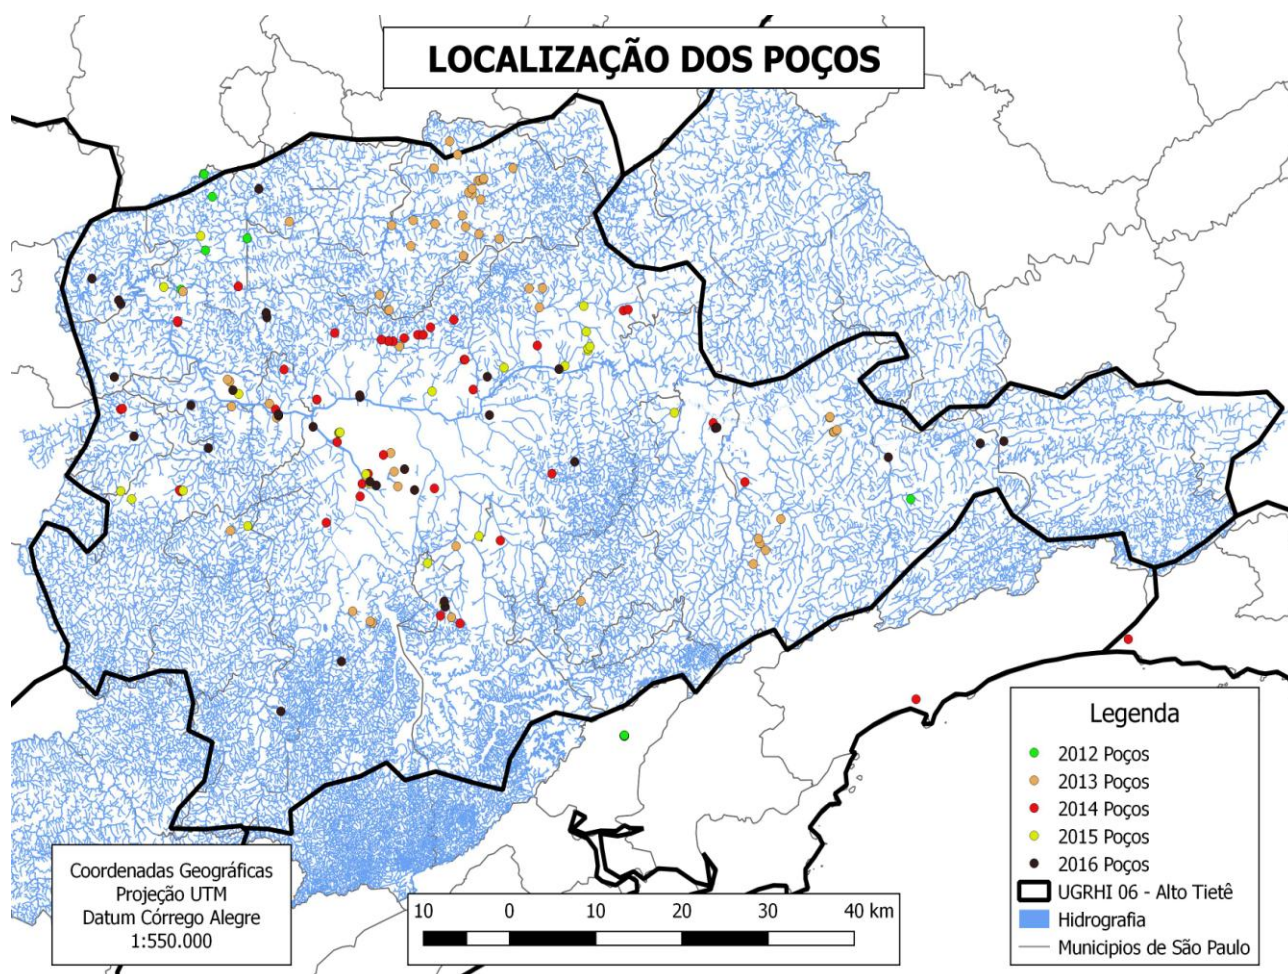 LOCALIZAÇÃO DOS POÇOS
Legenda
2012 Poços
2013 Poços
2014 Poços
2015 Poços
2016 Poços
UGRHI 06 - Alto Tietê
Hidrografia
Municipios de São Paulo
Coordenadas Geográficas
Projeção UTM
Datum Córrego Alegre
1:550.000
10 0 10 20 30 40 km